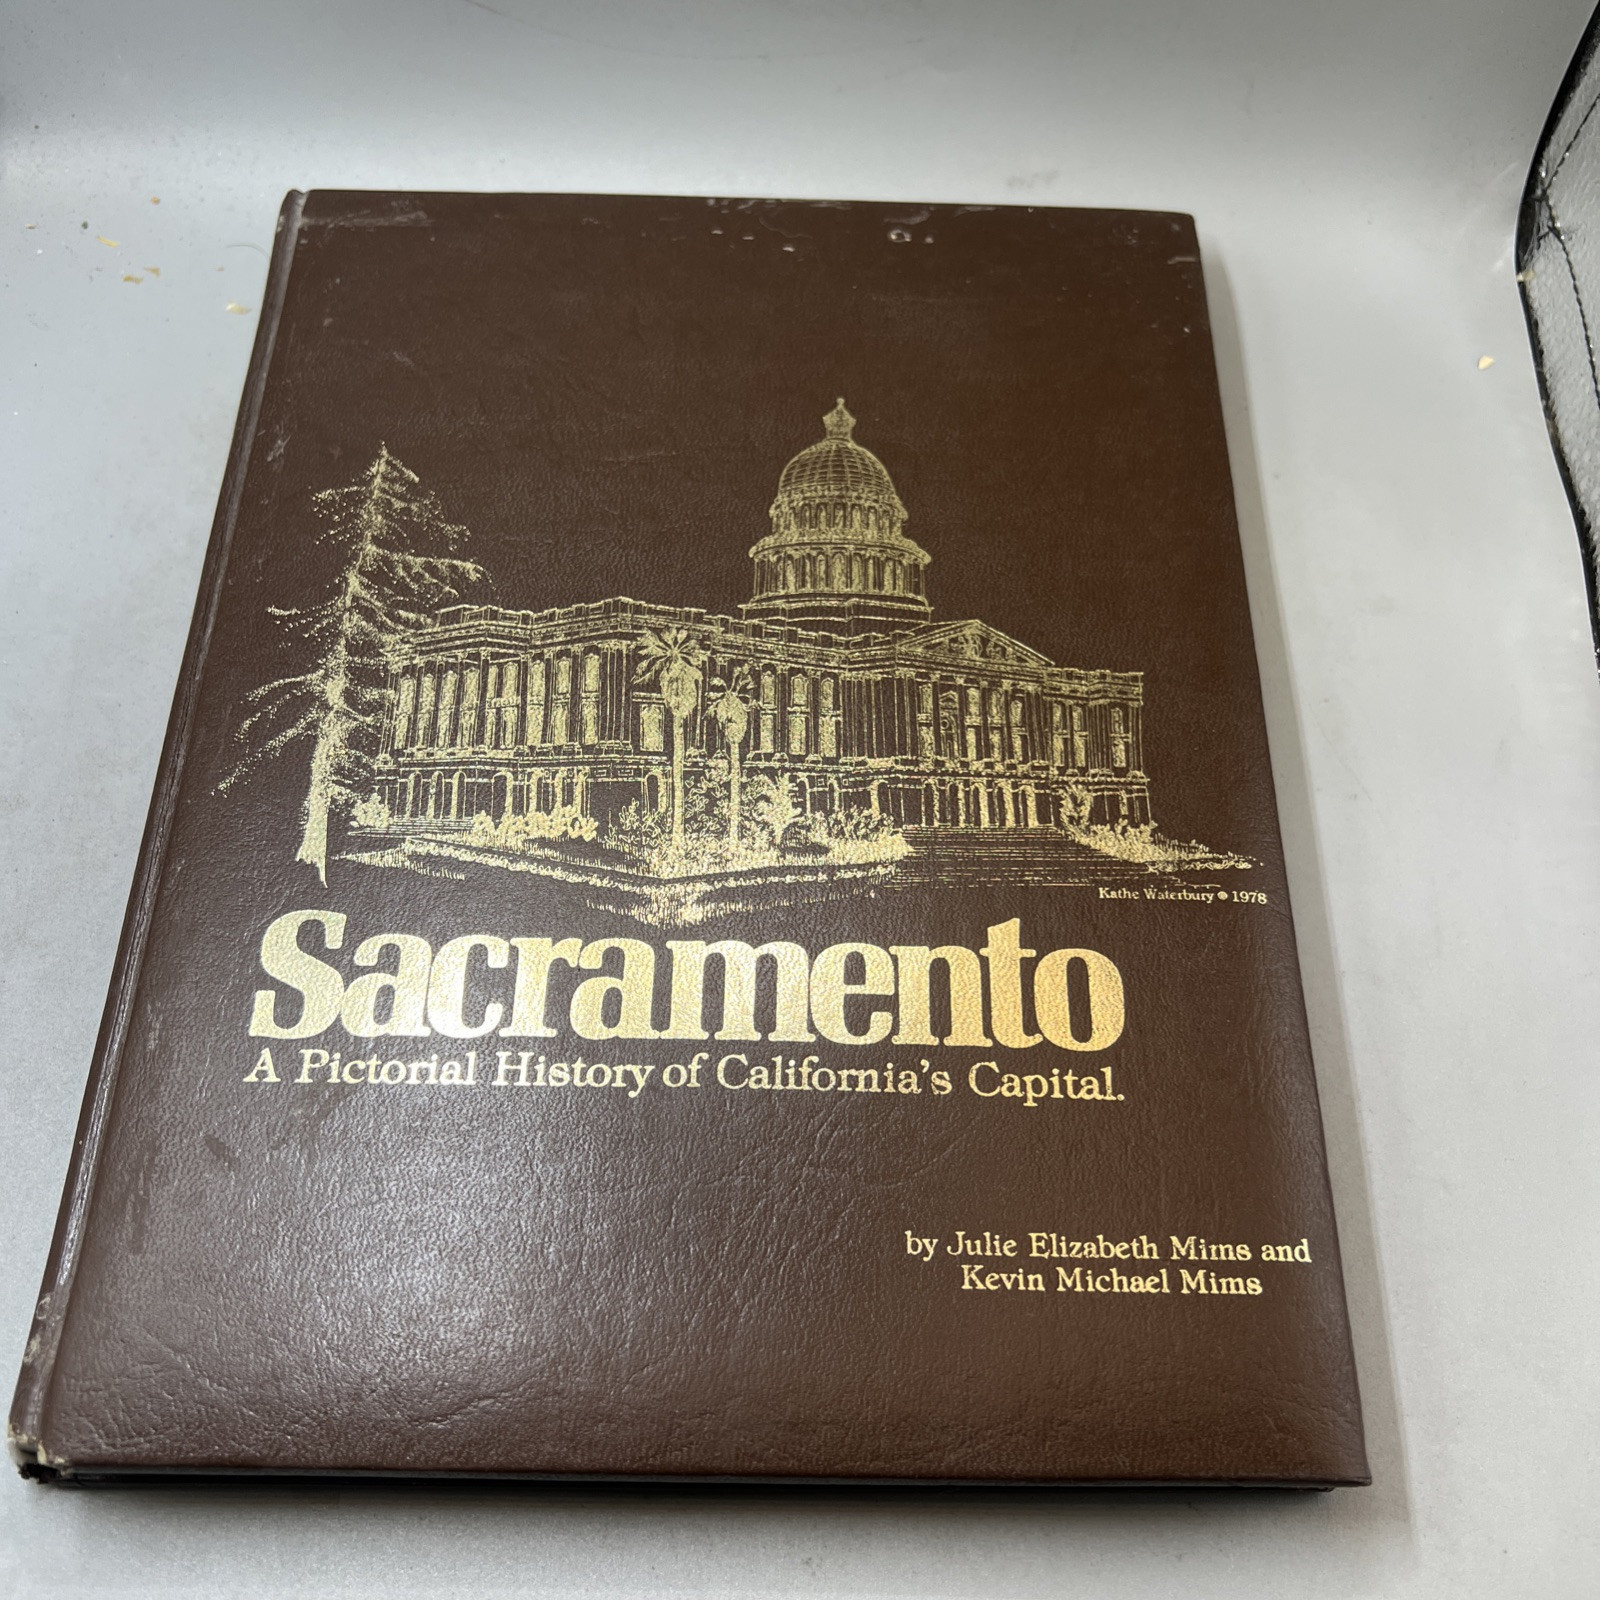 Kathe Waterbury © 1978
Sacramento
A Pictorial History of California's Capital.
by Julie Elizabeth Mims and
Kevin Michael Mims